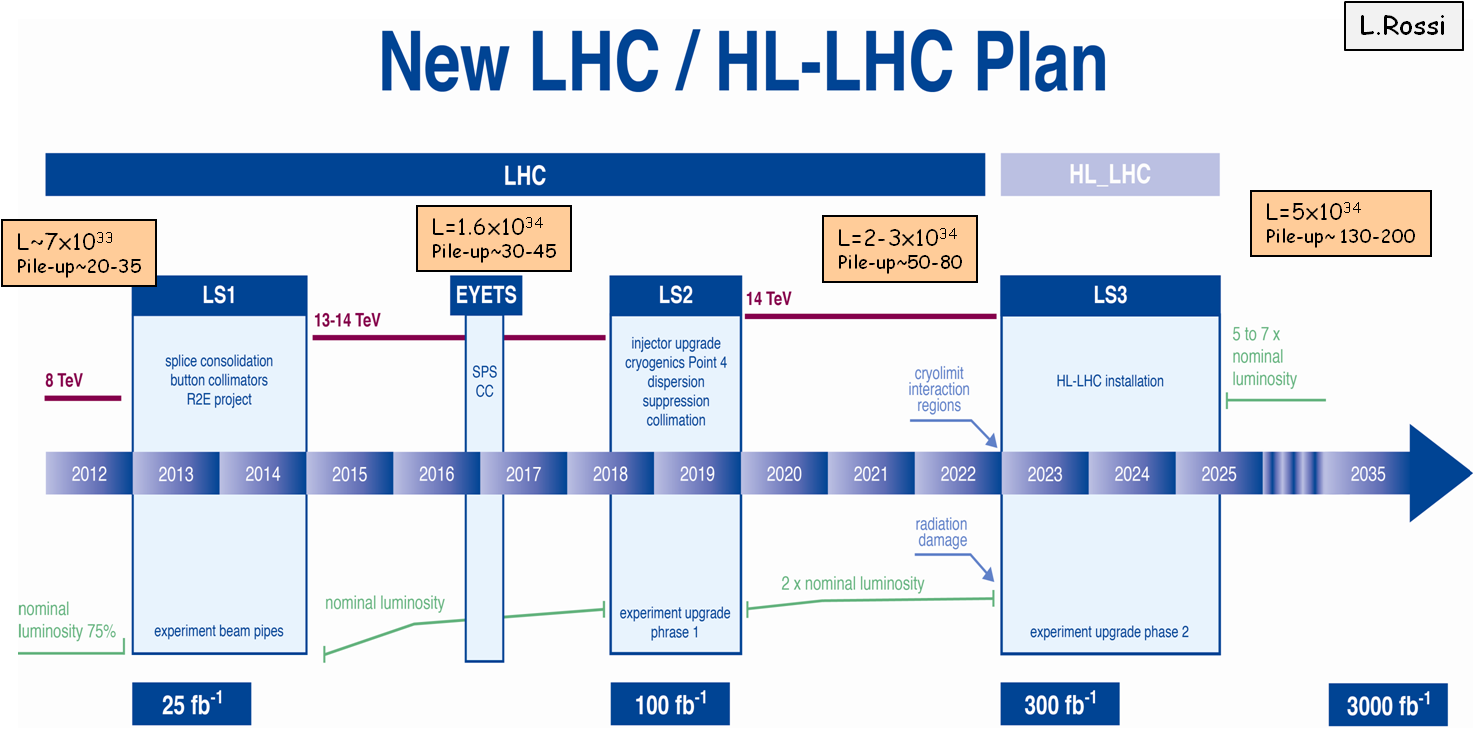 L.Rossi
New LHC / HL-LHC Plan
LHC
HL_LHC
L~7×10³³
Pile-up~20-35
L=1.6×10³⁴
Pile-up~30-45
L=2-3×10³⁴
Pile-up~50-80
L=5×10³⁴
Pile-up~ 130-200
LS1
EYETS
LS2
LS3
8 TeV
13-14 TeV
14 TeV
splice consolidation
button collimators
R2E project
SPS
CC
injector upgrade
cryogenics Point 4
dispersion
suppression
collimation
cryolimit
interaction
regions
HL-LHC installation
5 to 7 x
nominal
luminosity
2012 2013 2014 2015 2016 2017 2018 2019 2020 2021 2022 2023 2024 2025 2035
radiation
damage
nominal
luminosity 75%
experiment beam pipes
nominal luminosity
experiment upgrade
phrase 1
2 x nominal luminosity
experiment upgrade phase 2
25 fb⁻¹
100 fb⁻¹
300 fb⁻¹
3000 fb⁻¹